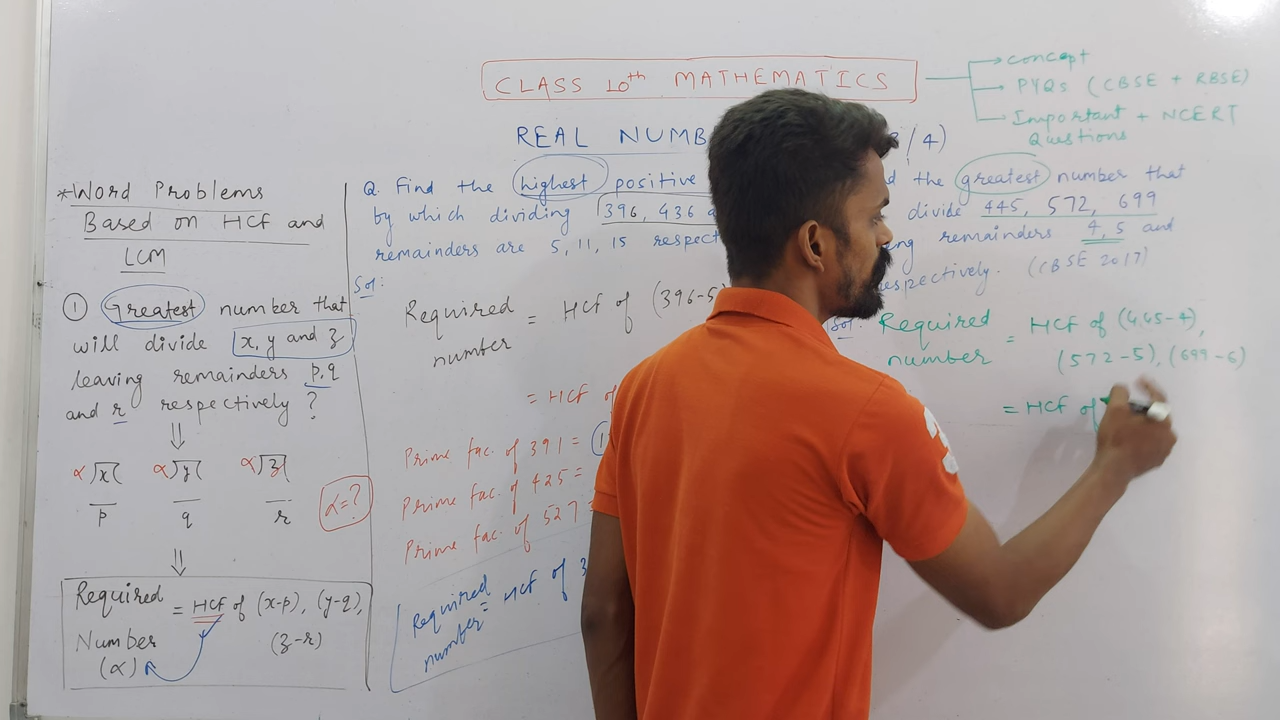 CLASS 10th MATHEMATICS
concept
PYQs (CBSE + RBSE)
Important + NCERT
Questions
REAL NUMB
/4)
*Word Problems
Based on HCF and
LCM
① Greatest number that
will divide x, y and z
leaving remainders p, q
and r respectively ?
⇓
α)x( α)y( α)z(
p q r
α=?
⇓
Required
Number
(α)
= HCF of (x-p), (y-q),
(z-r)
Q. Find the highest positive
by which dividing 396, 436
remainders are 5, 11, 15 respect
Sol:
Required
number
= HCF of (396-5)
= HCF of
Prime fac. of 391 =
Prime fac. of 425 =
Prime fac. of 527 =
Required
number
= HCF of 3
the greatest number that
divide 445, 572, 699
remainders 4, 5 and
respectively. (CBSE 2017)
Sol:
Required
number
= HCF of (445-4),
(572-5), (699-6)
= HCF of